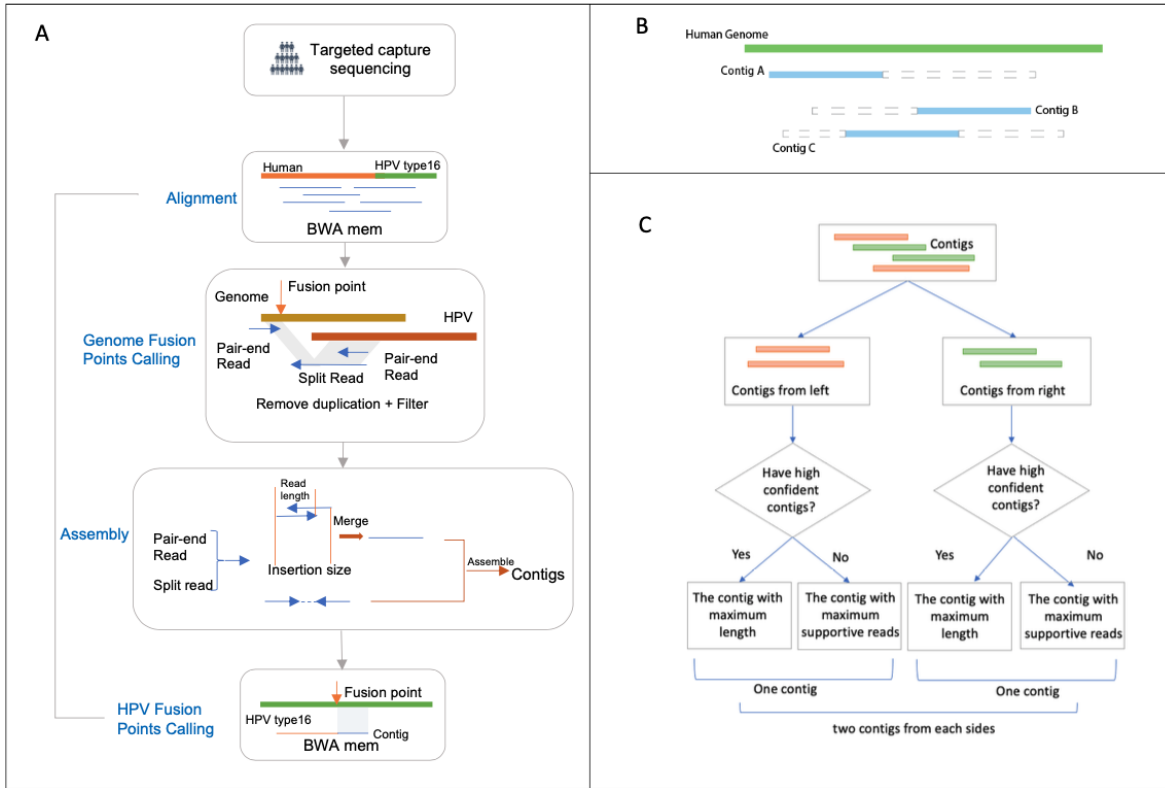 A
Targeted capture
sequencing
Alignment
Human
HPV type16
BWA mem
Genome Fusion
Points Calling
Genome
Fusion point
HPV
Pair-end
Read
Pair-end
Read
Split Read
Remove duplication + Filter
Assembly
Pair-end
Read
Split read
Read
length
Insertion size
Merge
Assemble
Contigs
HPV Fusion
Points Calling
Fusion point
HPV type16
Contig
BWA mem
B
Human Genome
Contig A
Contig B
Contig C
C
Contigs
Contigs from left
Contigs from right
Have high
confident
contigs?
Have high
confident
contigs?
Yes
No
Yes
No
The contig with
maximum
length
The contig with
maximum
supportive reads
The contig with
maximum
length
The contig with
maximum
supportive reads
One contig
One contig
two contigs from each sides